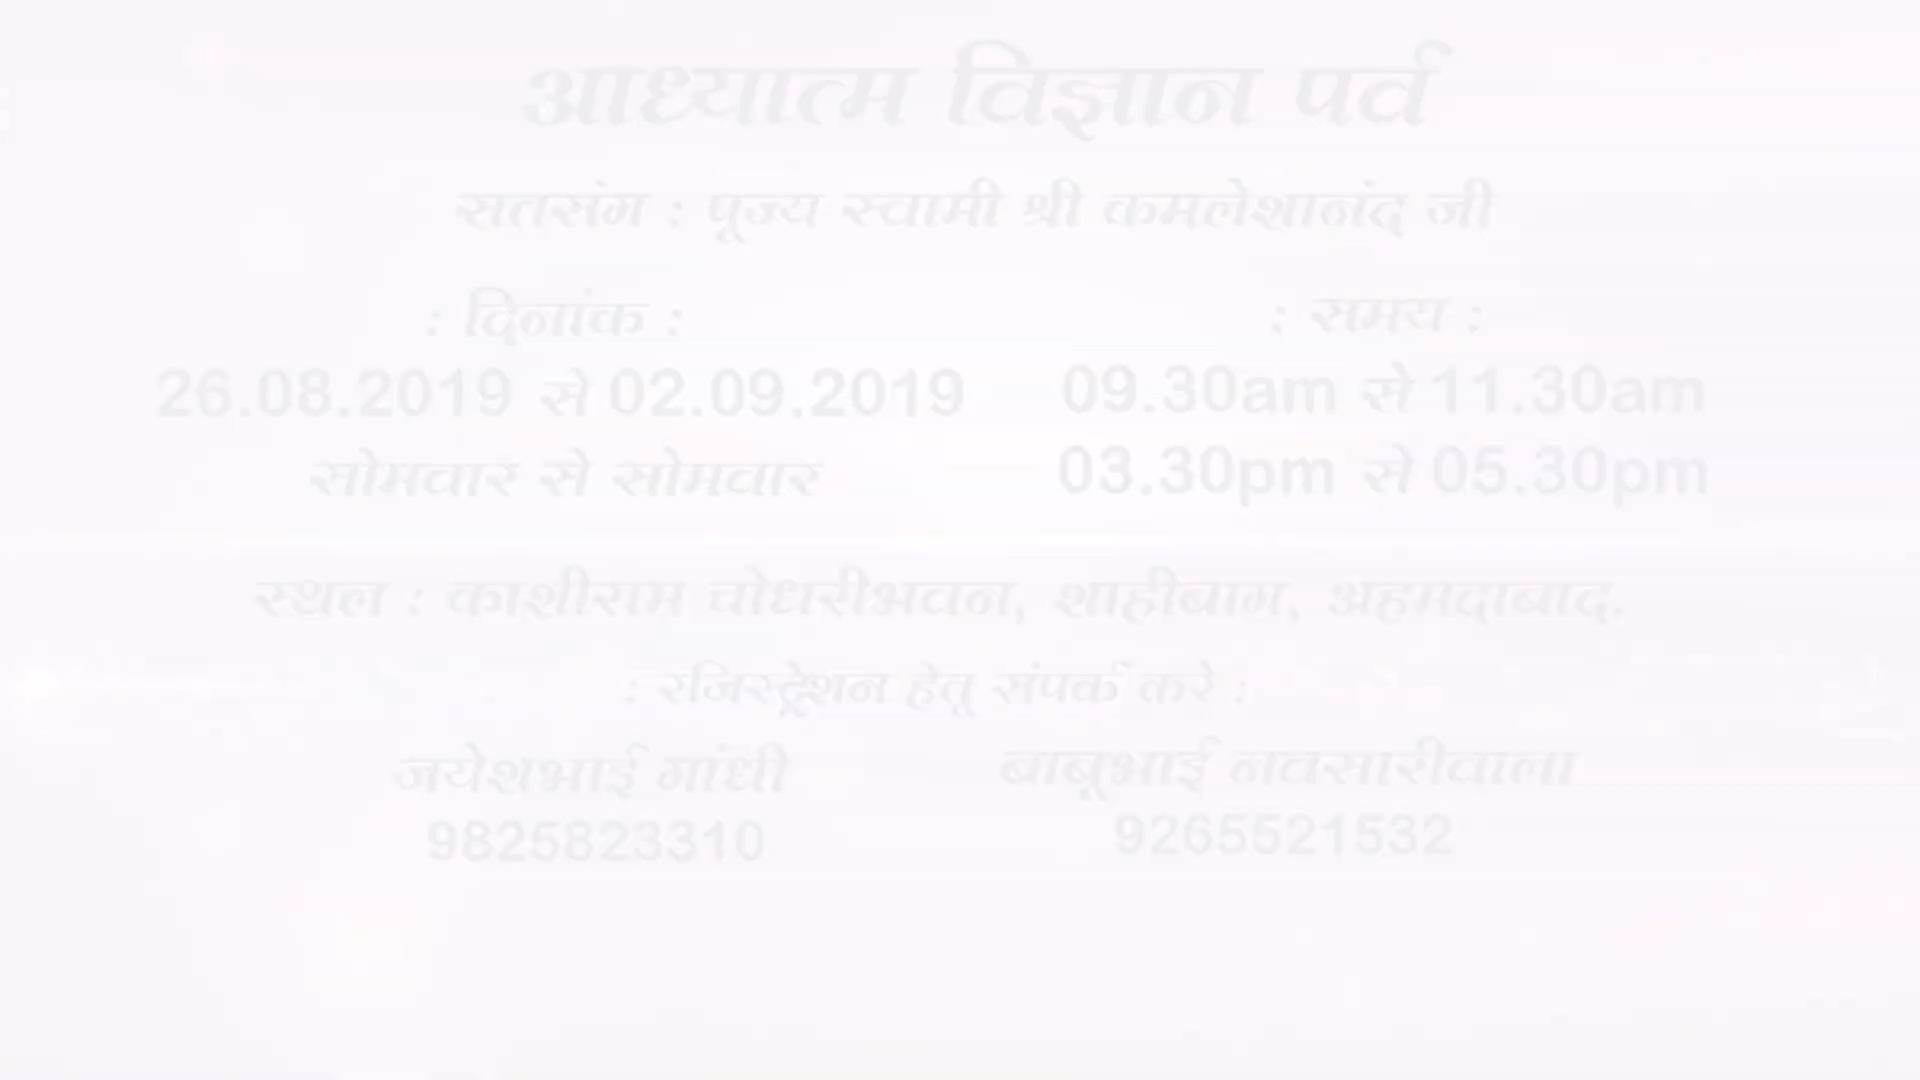 आध्यात्म विज्ञान पर्व
सतसंग : पूज्य स्वामी श्री कमलेशानंद जी
: दिनांक :
26.08.2019 से 02.09.2019
सोमवार से सोमवार
: समय :
09.30am से 11.30am
03.30pm से 05.30pm
स्थल : काशीराम चोधरीभवन, शाहीबाग, अहमदाबाद.
: रजिस्ट्रेशन हेतू संपर्क करे :
जयेशभाई गांधी
9825823310
बाबूभाई नवसारीवाला
9265521532